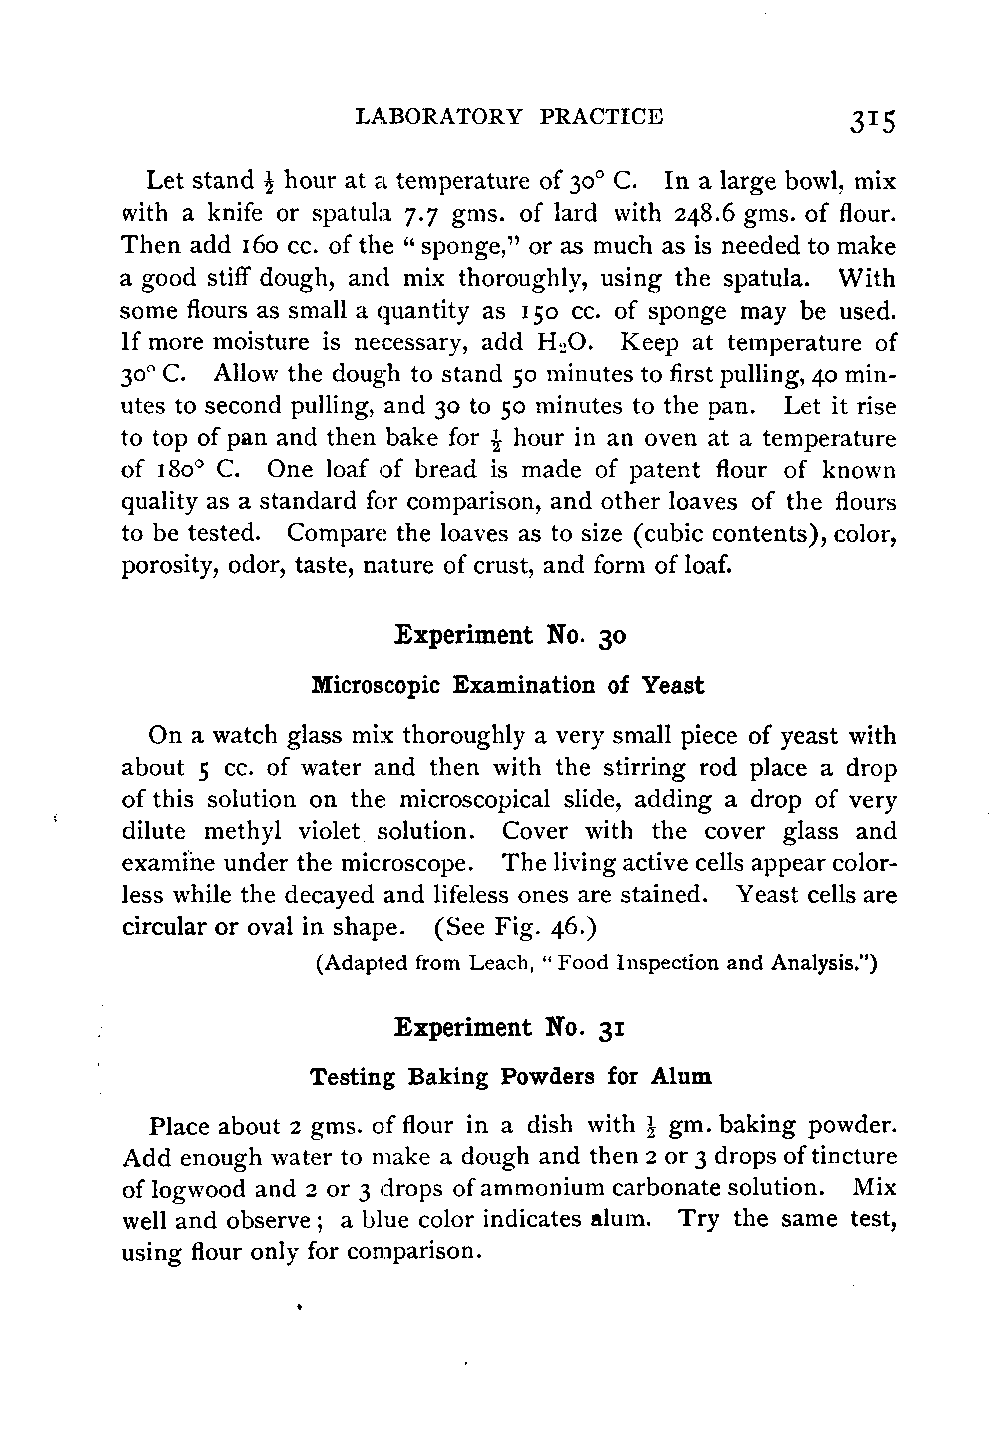 LABORATORY PRACTICE 315
Let stand ½ hour at a temperature of 30° C. In a large bowl, mix
with a knife or spatula 7.7 gms. of lard with 248.6 gms. of flour.
Then add 160 cc. of the “ sponge,” or as much as is needed to make
a good stiff dough, and mix thoroughly, using the spatula. With
some flours as small a quantity as 150 cc. of sponge may be used.
If more moisture is necessary, add H₂O. Keep at temperature of
30° C. Allow the dough to stand 50 minutes to first pulling, 40 min-
utes to second pulling, and 30 to 50 minutes to the pan. Let it rise
to top of pan and then bake for ½ hour in an oven at a temperature
of 180° C. One loaf of bread is made of patent flour of known
quality as a standard for comparison, and other loaves of the flours
to be tested. Compare the loaves as to size (cubic contents), color,
porosity, odor, taste, nature of crust, and form of loaf.
Experiment No. 30
Microscopic Examination of Yeast
On a watch glass mix thoroughly a very small piece of yeast with
about 5 cc. of water and then with the stirring rod place a drop
of this solution on the microscopical slide, adding a drop of very
dilute methyl violet solution. Cover with the cover glass and
examine under the microscope. The living active cells appear color-
less while the decayed and lifeless ones are stained. Yeast cells are
circular or oval in shape. (See Fig. 46.)
(Adapted from Leach, “ Food Inspection and Analysis.”)
Experiment No. 31
Testing Baking Powders for Alum
Place about 2 gms. of flour in a dish with ½ gm. baking powder.
Add enough water to make a dough and then 2 or 3 drops of tincture
of logwood and 2 or 3 drops of ammonium carbonate solution. Mix
well and observe ; a blue color indicates alum. Try the same test,
using flour only for comparison.